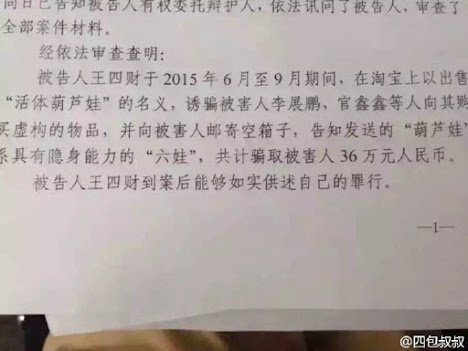 同日已告知被告人有权委托辩护人,依法讯问了被告人,审查了
全部案件材料。
经依法审查查明:
被告人王四财于 2015 年 6 月至 9 月期间,在淘宝上以出售
“活体葫芦娃”的名义,诱骗被害人李展鹏,官鑫鑫等人向其购
买虚构的物品,并向被害人邮寄空箱子,告知发送的“葫芦娃”
系具有隐身能力的“六娃”,共计骗取被害人 36 万元人民币。
被告人王四财到案后能够如实供述自己的罪行。
—1—
@四包叔叔